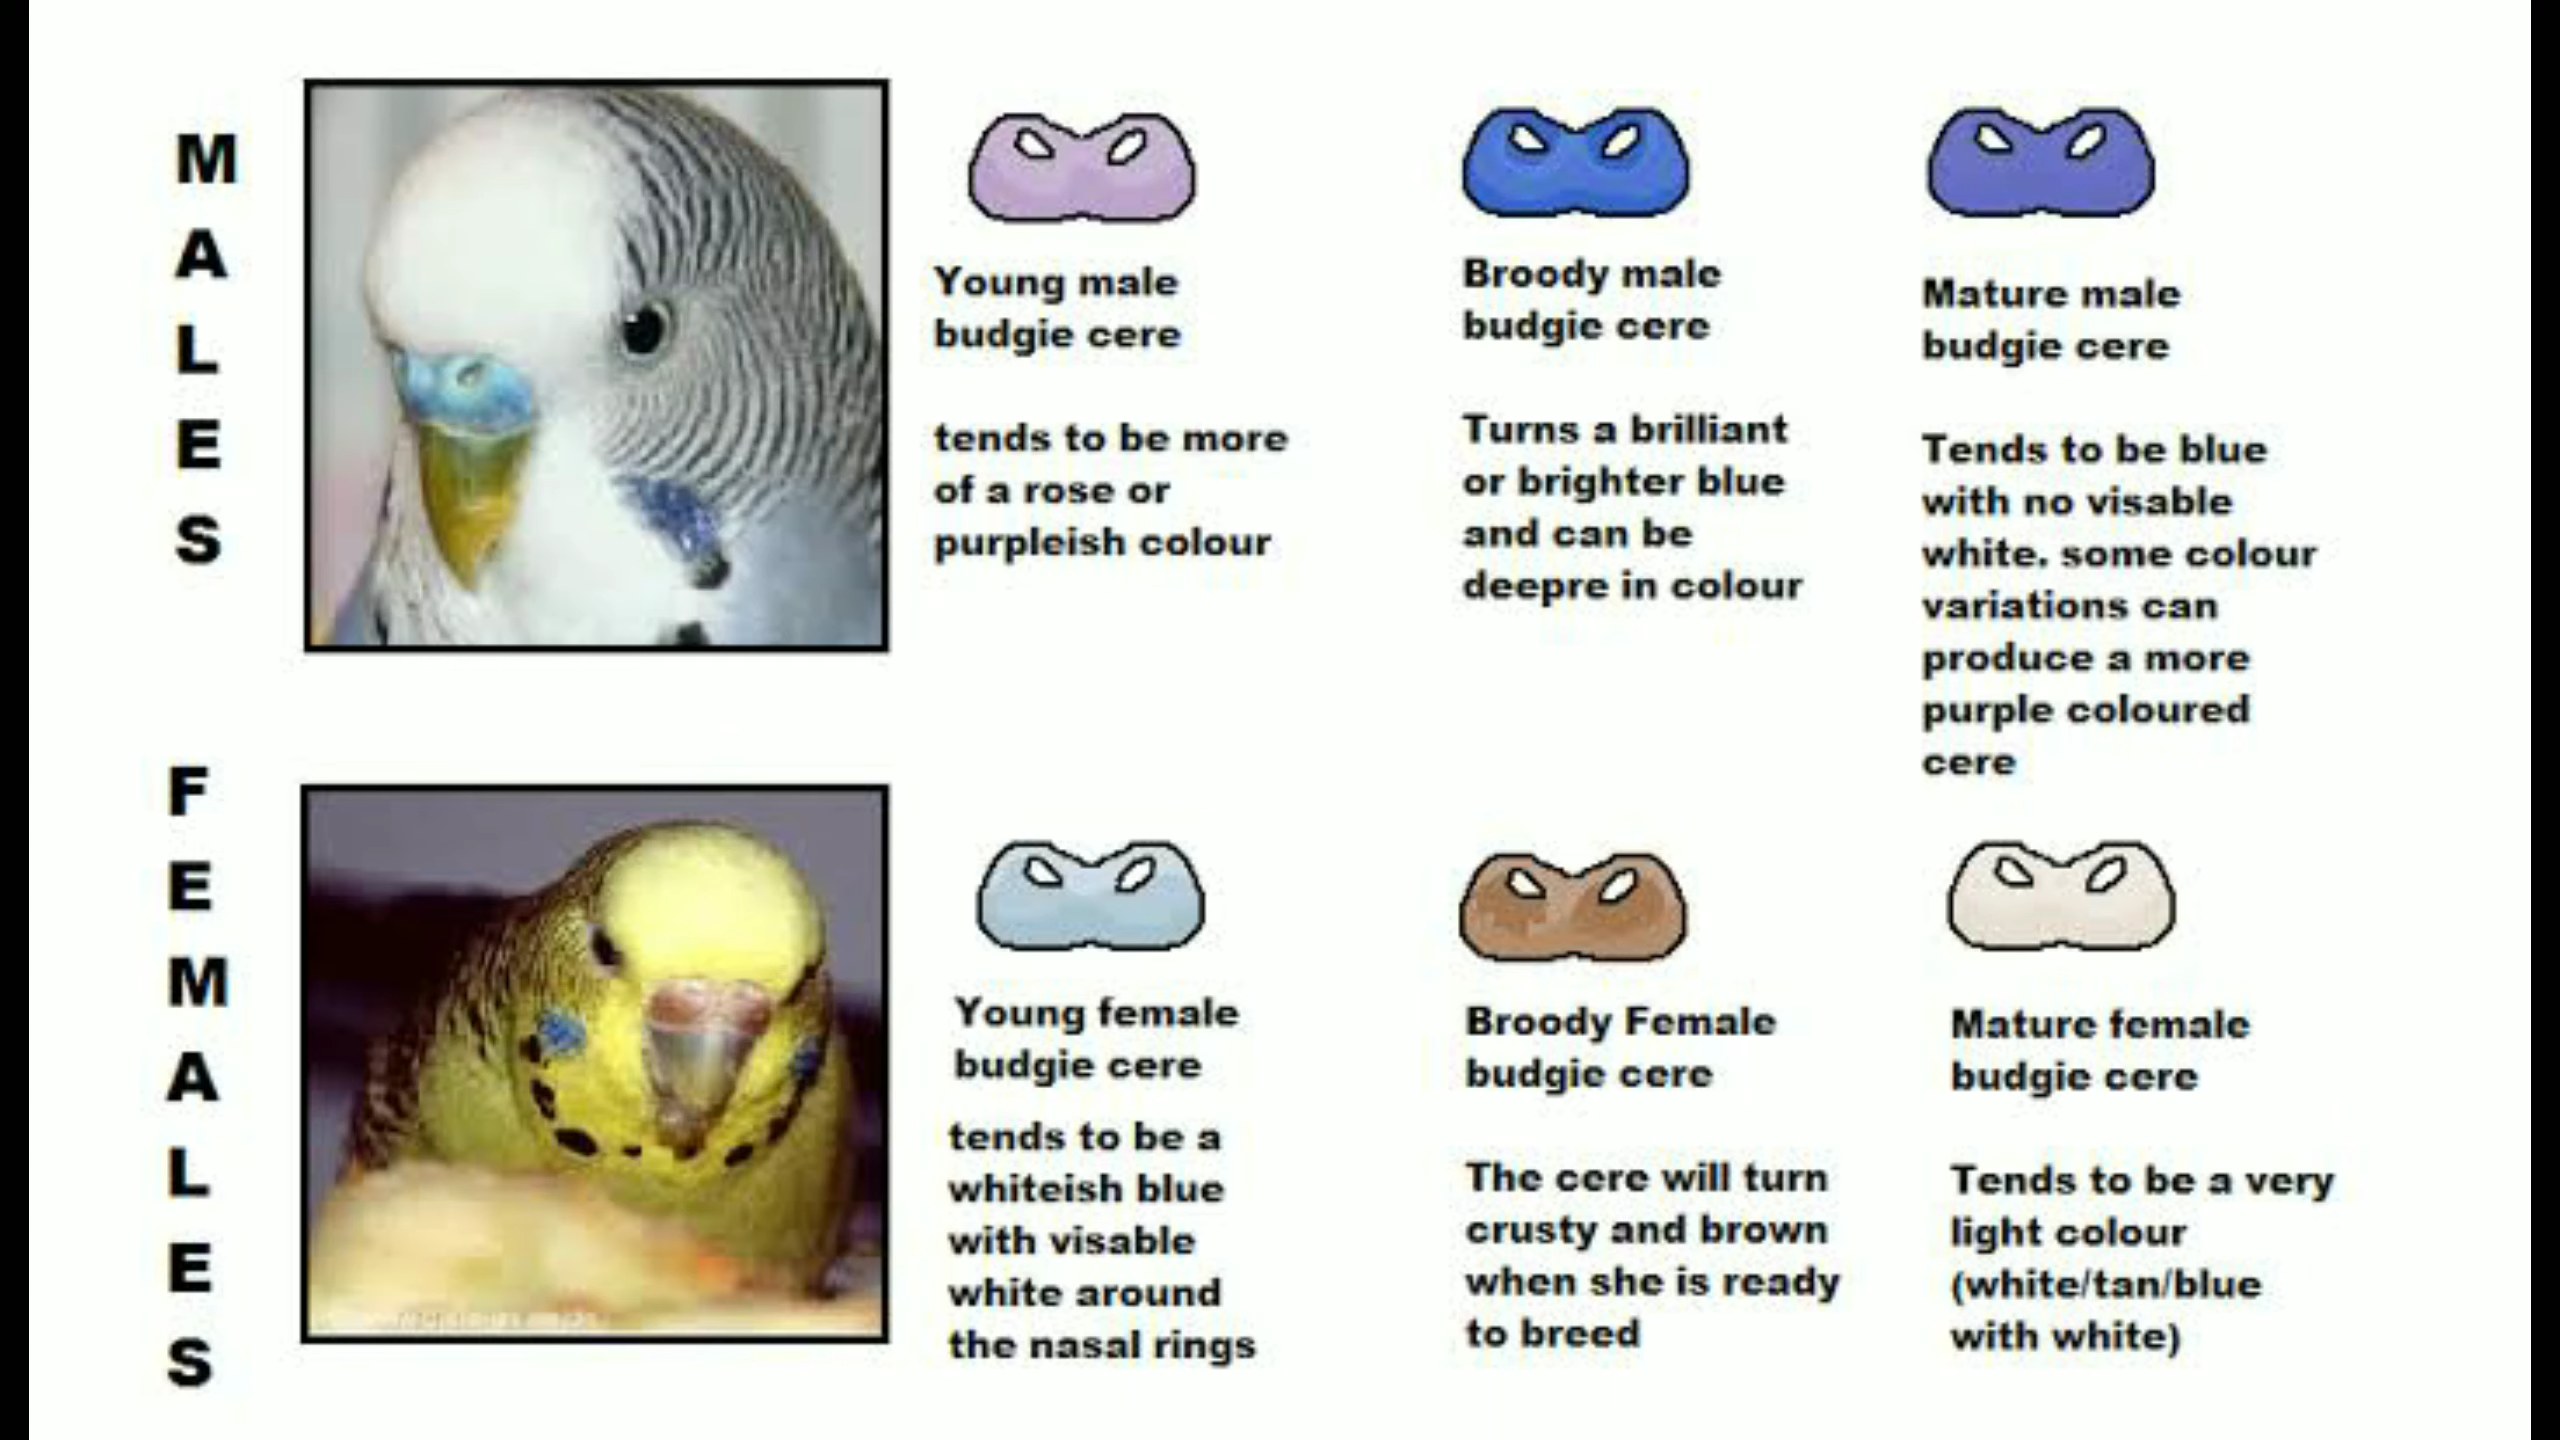 MALES
Young male
budgie cere
tends to be more
of a rose or
purpleish colour
Broody male
budgie cere
Turns a brilliant
or brighter blue
and can be
deepre in colour
Mature male
budgie cere
Tends to be blue
with no visable
white. some colour
variations can
produce a more
purple coloured
cere
FEMALES
Young female
budgie cere
tends to be a
whiteish blue
with visable
white around
the nasal rings
Broody Female
budgie cere
The cere will turn
crusty and brown
when she is ready
to breed
Mature female
budgie cere
Tends to be a very
light colour
(white/tan/blue
with white)